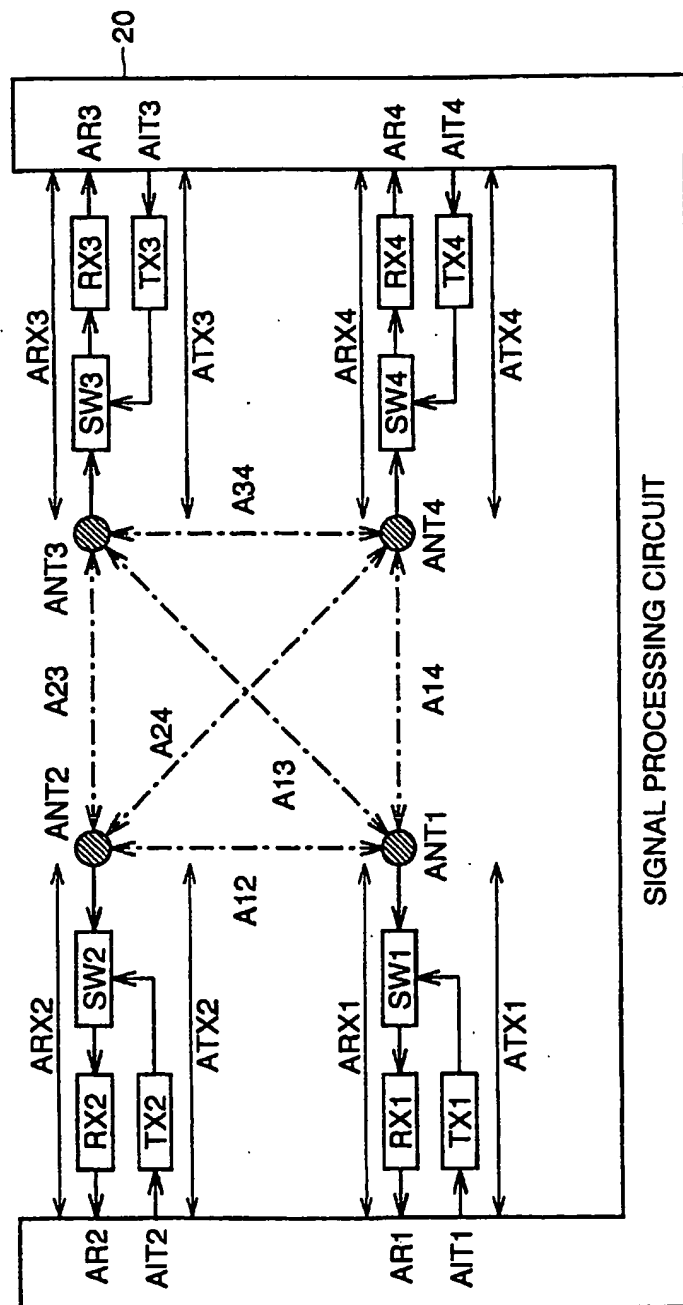 20
AR2
AIT2
ARX2
RX2
SW2
TX2
ATX2
ANT2
A23
ANT3
ARX3
SW3
RX3
TX3
ATX3
AR3
AIT3
A12
A24
A13
A34
AR1
AIT1
ARX1
RX1
SW1
TX1
ATX1
ANT1
A14
ANT4
ARX4
SW4
RX4
TX4
ATX4
AR4
AIT4
SIGNAL PROCESSING CIRCUIT